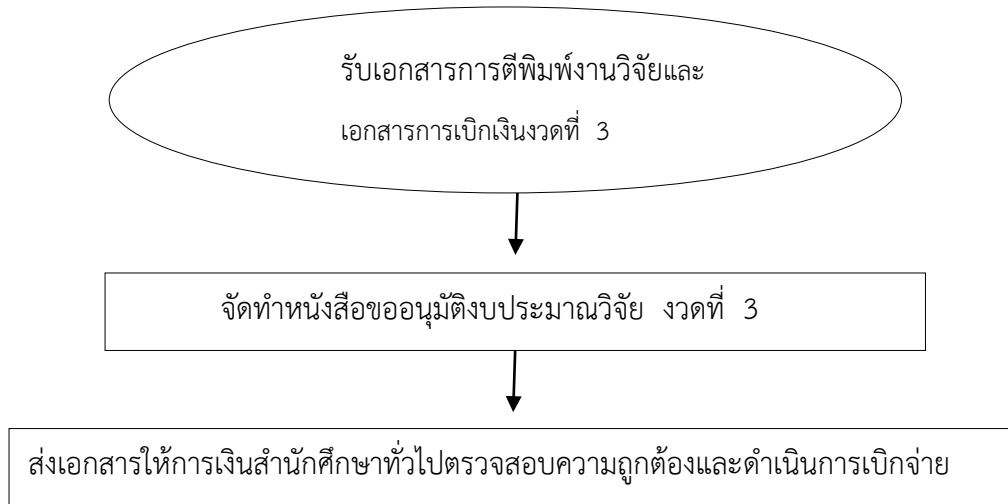 รับเอกสารการตีพิมพ์งานวิจัยและ
เอกสารการเบิกเงินงวดที่ 3
จัดทำหนังสือขออนุมัติงบประมาณวิจัย งวดที่ 3
ส่งเอกสารให้การเงินสำนักศึกษาทั่วไปตรวจสอบความถูกต้องและดำเนินการเบิกจ่าย